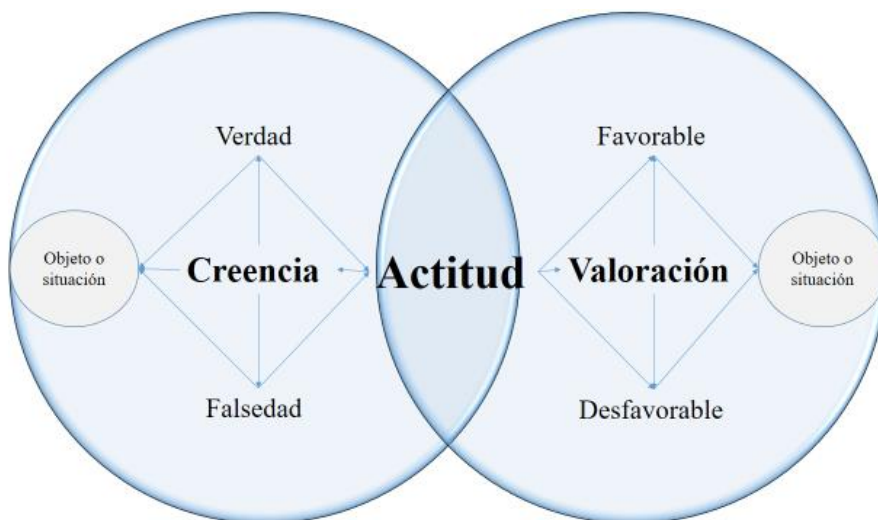 Verdad
Favorable
Objeto o
situación
Creencia
Actitud
Valoración
Objeto o
situación
Falsedad
Desfavorable